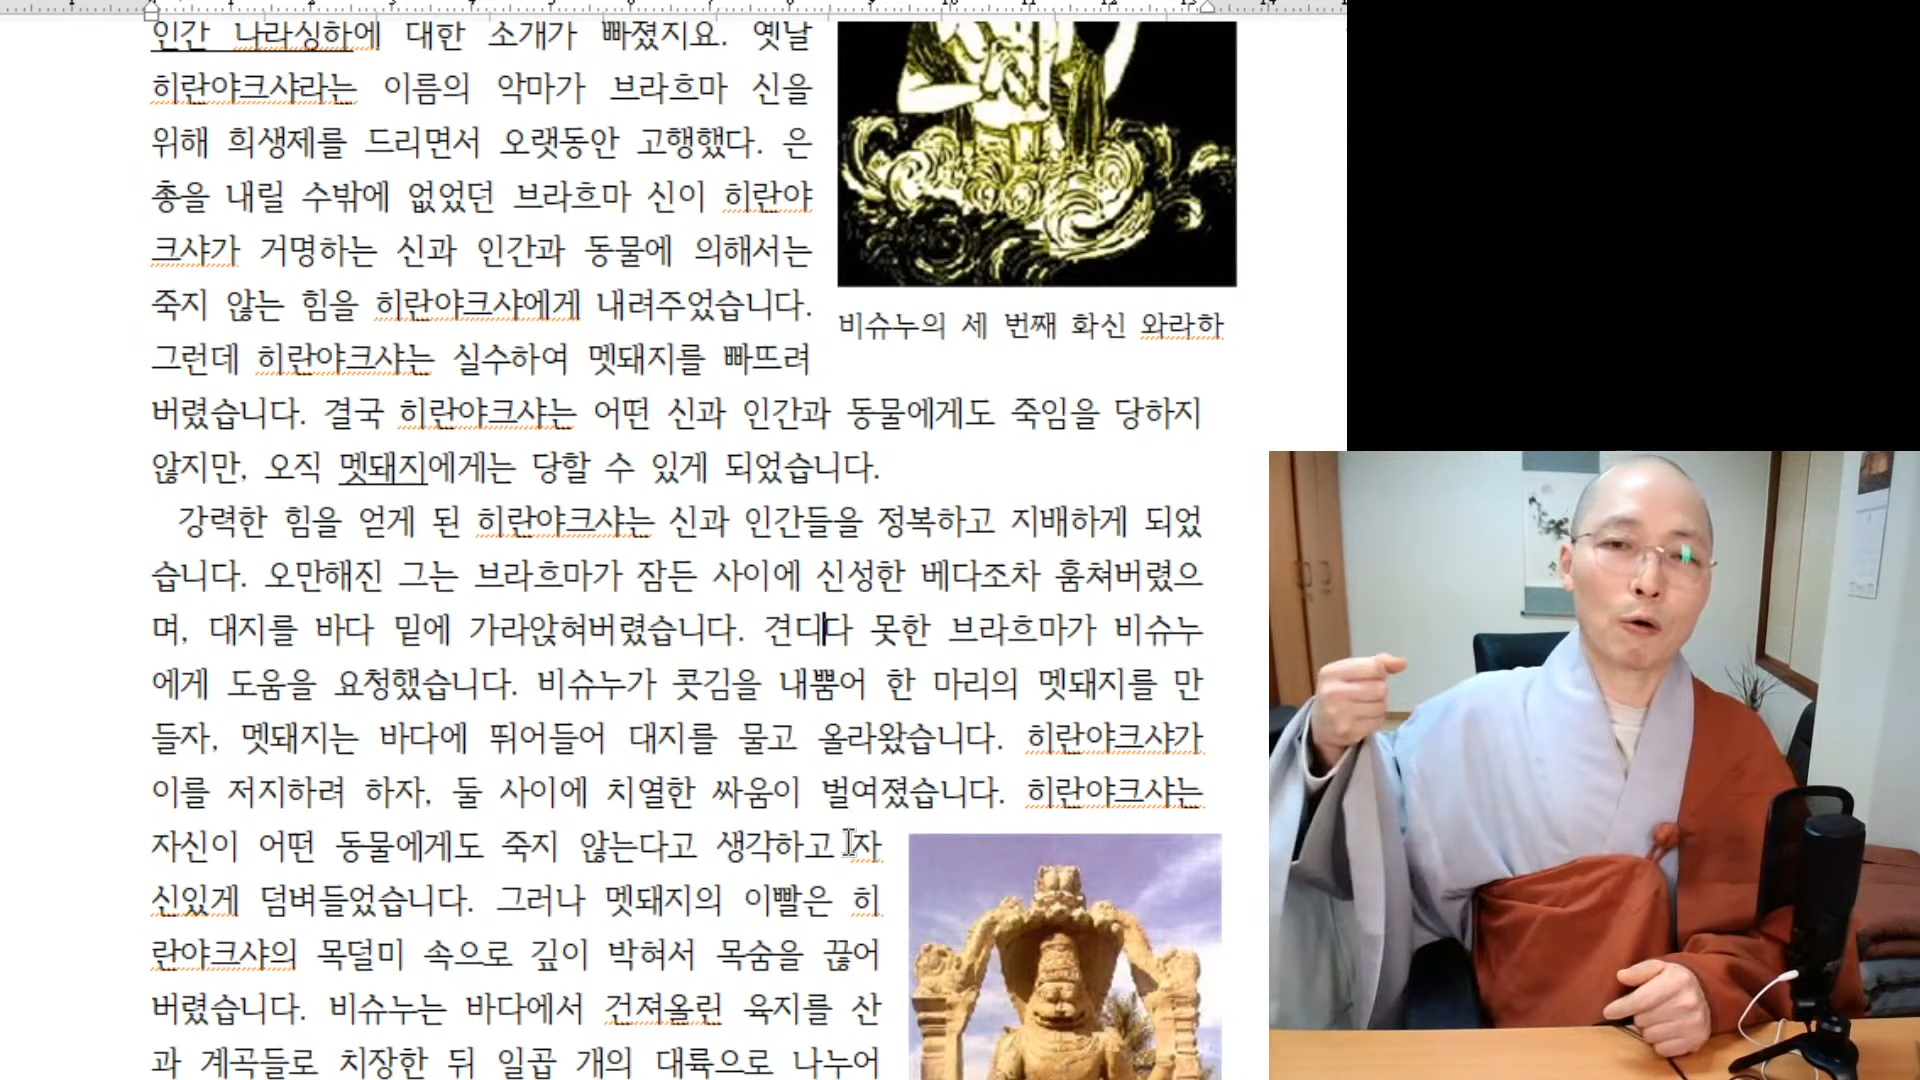 인간 나라싱하에 대한 소개가 빠졌지요. 옛날
히란야크샤라는 이름의 악마가 브라흐마 신을
위해 희생제를 드리면서 오랫동안 고행했다. 은
총을 내릴 수밖에 없었던 브라흐마 신이 히란야
크샤가 거명하는 신과 인간과 동물에 의해서는
죽지 않는 힘을 히란야크샤에게 내려주었습니다.
그런데 히란야크샤는 실수하여 멧돼지를 빠뜨려
비슈누의 세 번째 화신 와라하
버렸습니다. 결국 히란야크샤는 어떤 신과 인간과 동물에게도 죽임을 당하지
않지만, 오직 멧돼지에게는 당할 수 있게 되었습니다.
강력한 힘을 얻게 된 히란야크샤는 신과 인간들을 정복하고 지배하게 되었
습니다. 오만해진 그는 브라흐마가 잠든 사이에 신성한 베다조차 훔쳐버렸으
며, 대지를 바다 밑에 가라앉혀버렸습니다. 견디다 못한 브라흐마가 비슈누
에게 도움을 요청했습니다. 비슈누가 콧김을 내뿜어 한 마리의 멧돼지를 만
들자, 멧돼지는 바다에 뛰어들어 대지를 물고 올라왔습니다. 히란야크샤가
이를 저지하려 하자, 둘 사이에 치열한 싸움이 벌여졌습니다. 히란야크샤는
자신이 어떤 동물에게도 죽지 않는다고 생각하고 자
신있게 덤벼들었습니다. 그러나 멧돼지의 이빨은 히
란야크샤의 목덜미 속으로 깊이 박혀서 목숨을 끊어
버렸습니다. 비슈누는 바다에서 건져올린 육지를 산
과 계곡들로 치장한 뒤 일곱 개의 대륙으로 나누어